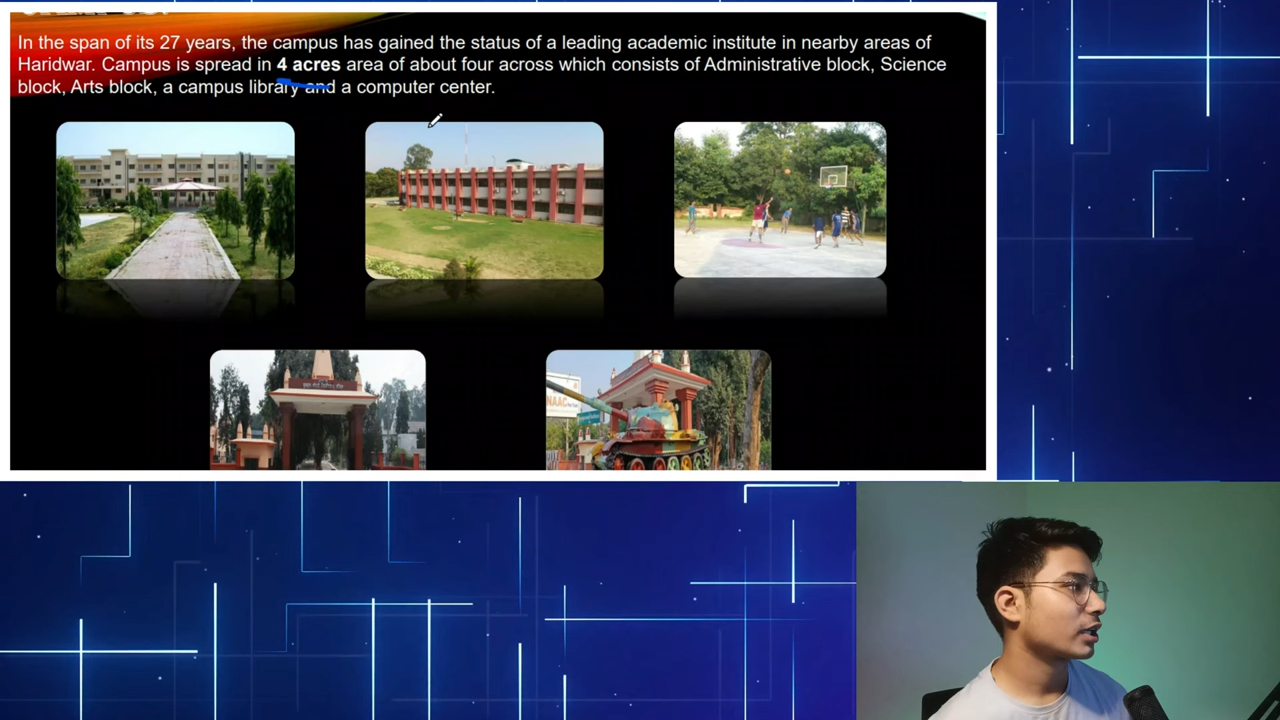 In the span of its 27 years, the campus has gained the status of a leading academic institute in nearby areas of
Haridwar. Campus is spread in 4 acres area of about four across which consists of Administrative block, Science
block, Arts block, a campus library and a computer center.
NAAC